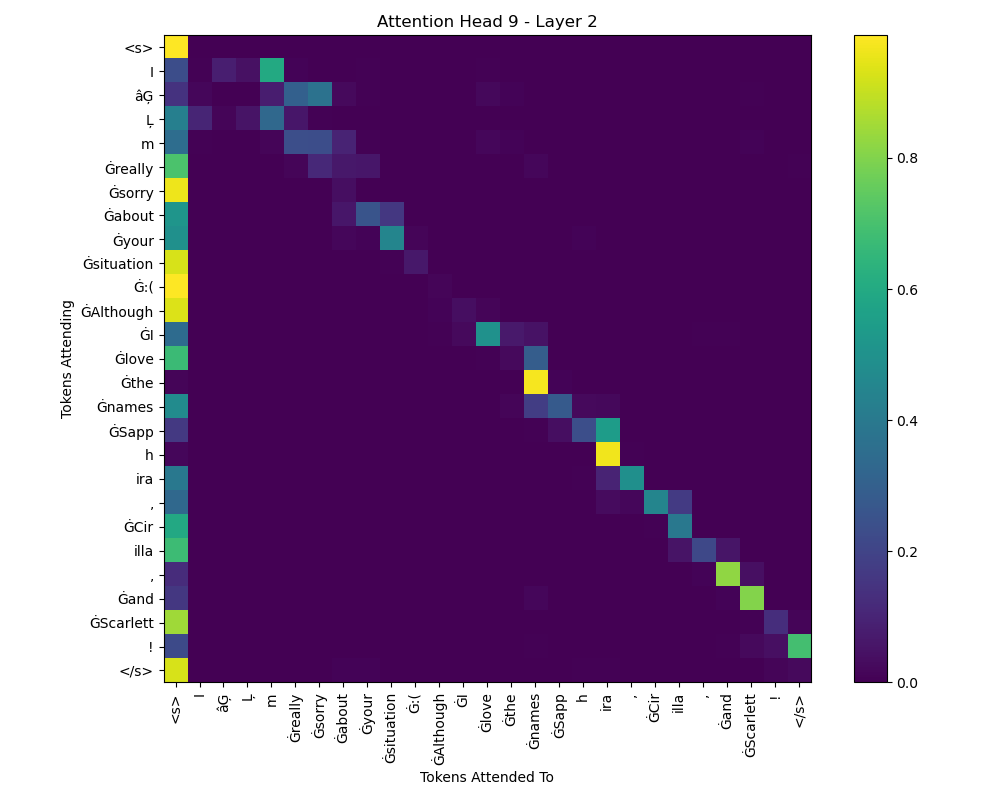 Attention Head 9 - Layer 2
Tokens Attending
<s>
I
âĢ
Ļ
m
Ġreally
Ġsorry
Ġabout
Ġyour
Ġsituation
Ġ:(
ĠAlthough
ĠI
Ġlove
Ġthe
Ġnames
ĠSapp
h
ira
,
ĠCir
illa
,
Ġand
ĠScarlett
!
</s>
<s>
I
âĢ
Ļ
m
Ġreally
Ġsorry
Ġabout
Ġyour
Ġsituation
Ġ:(
ĠAlthough
ĠI
Ġlove
Ġthe
Ġnames
ĠSapp
h
ira
,
ĠCir
illa
,
Ġand
ĠScarlett
!
</s>
Tokens Attended To
0.8
0.6
0.4
0.2
0.0